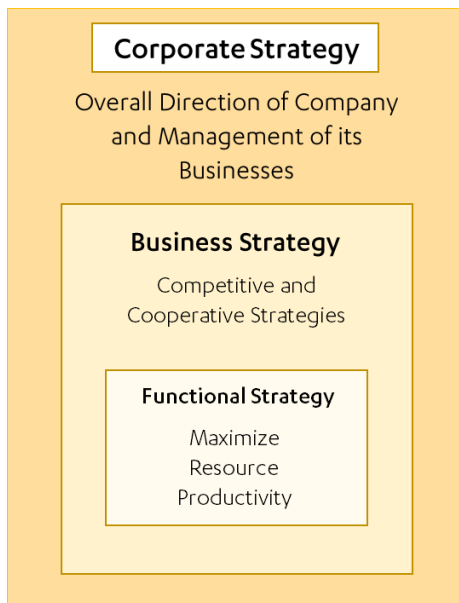 Corporate Strategy
Overall Direction of Company
and Management of its
Businesses
Business Strategy
Competitive and
Cooperative Strategies
Functional Strategy
Maximize
Resource
Productivity